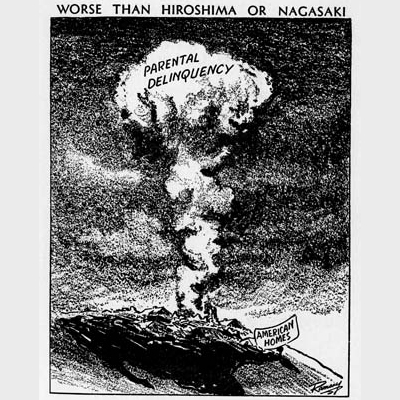 WORSE THAN HIROSHIMA OR NAGASAKI
PARENTAL
DELINQUENCY
AMERICAN
HOMES